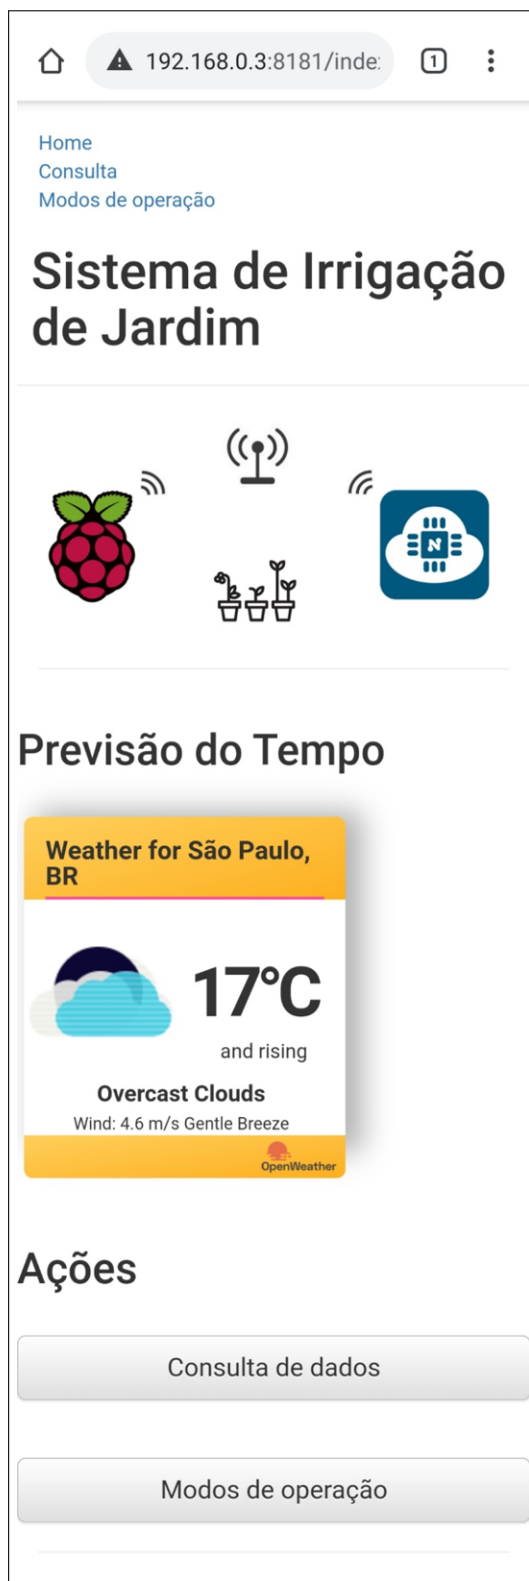 192.168.0.3:8181/inde
1
Home
Consulta
Modos de operação
Sistema de Irrigação
de Jardim
N
Previsão do Tempo
Weather for São Paulo,
BR
17°C
and rising
Overcast Clouds
Wind: 4.6 m/s Gentle Breeze
OpenWeather
Ações
Consulta de dados
Modos de operação